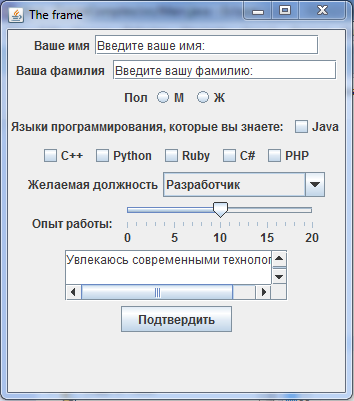 The frame
Ваше имя Введите ваше имя:
Ваша фамилия Введите вашу фамилию:
Пол М Ж
Языки программирования, которые вы знаете: Java
C++ Python Ruby C# PHP
Желаемая должность Разработчик
Опыт работы:
0 5 10 15 20
Увлекаюсь современными технолог
Подтвердить